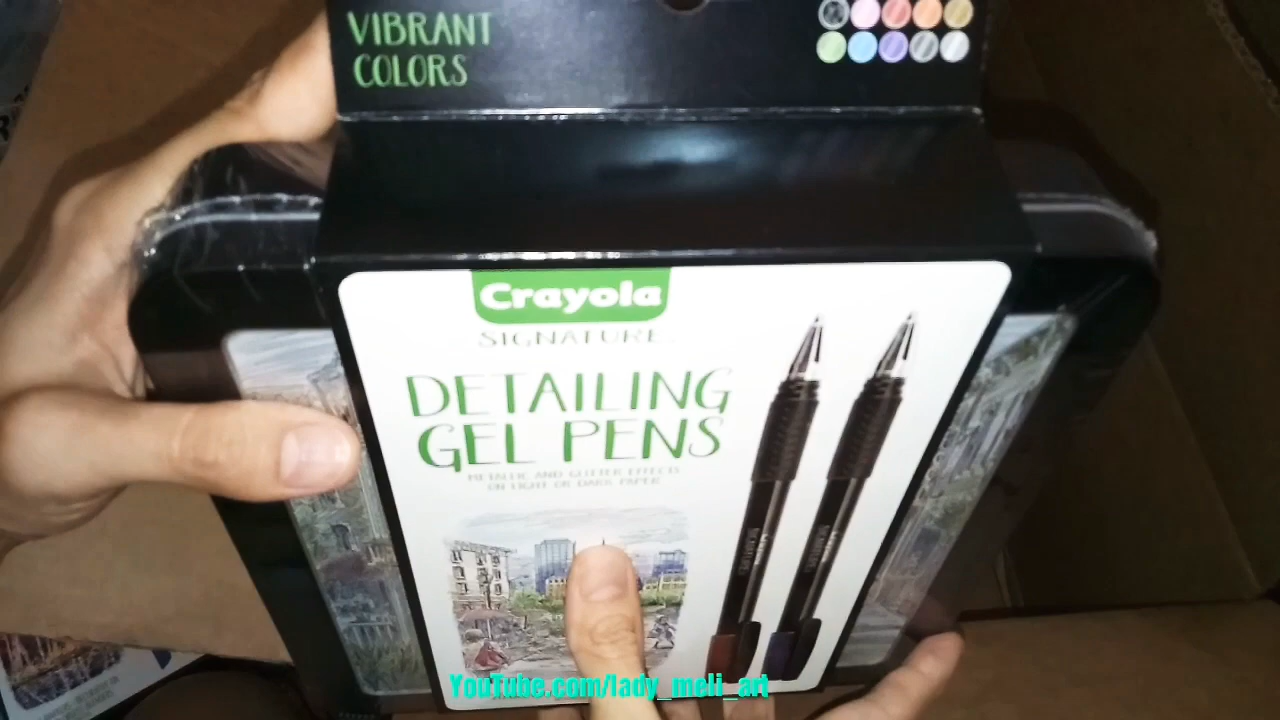 VIBRANT
COLORS
Crayola
SIGNATURE
DETAILING
GEL PENS
METALLIC AND GLITTER EFFECTS
ON LIGHT OR DARK PAPER
YouTube.com/lady_meli_art